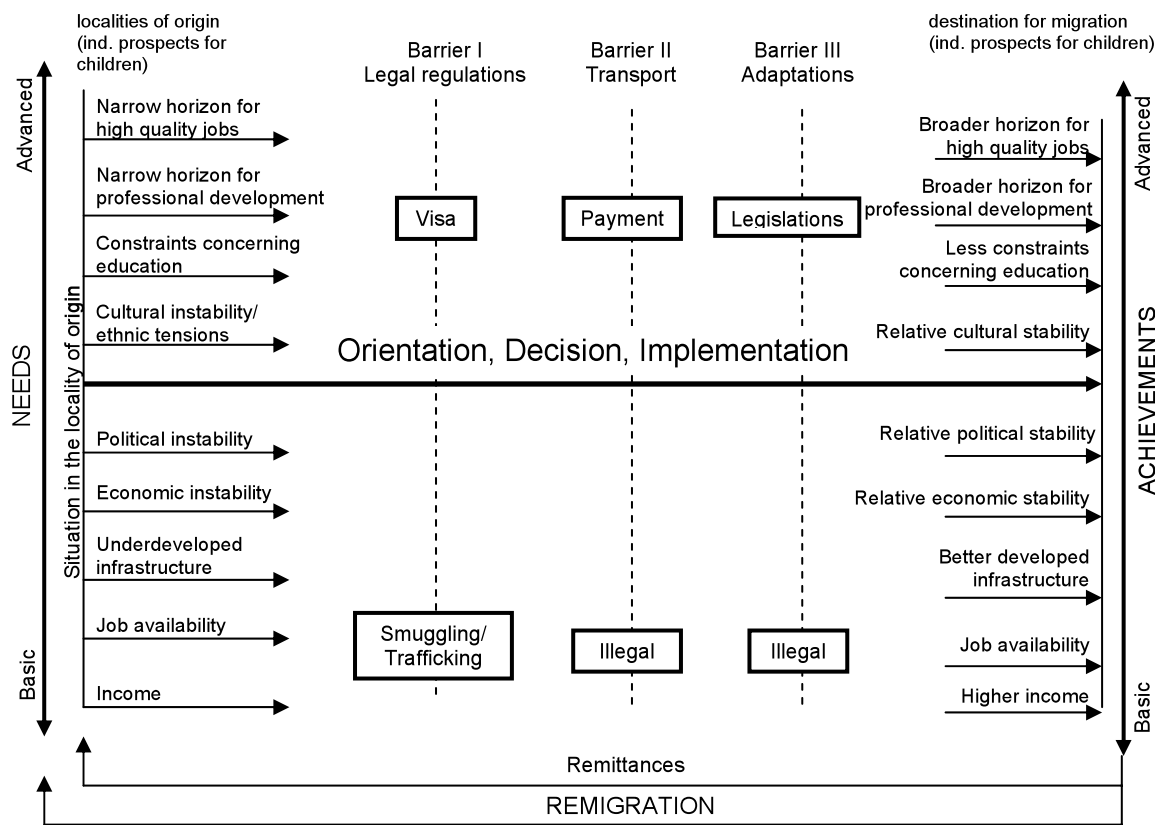 localities of origin
(ind. prospects for
children)
destination for migration
(ind. prospects for children)
Barrier I
Legal regulations
Barrier II
Transport
Barrier III
Adaptations
NEEDS
Advanced
Basic
Situation in the locality of origin
Narrow horizon for
high quality jobs
Narrow horizon for
professional development
Constraints concerning
education
Cultural instability/
ethnic tensions
Political instability
Economic instability
Underdeveloped
infrastructure
Job availability
Income
Visa
Payment
Legislations
Orientation, Decision, Implementation
Smuggling/
Trafficking
Illegal
Illegal
Broader horizon for
high quality jobs
Broader horizon for
professional development
Less constraints
concerning education
Relative cultural stability
Relative political stability
Relative economic stability
Better developed
infrastructure
Job availability
Higher income
Advanced
ACHIEVEMENTS
Basic
Remittances
REMIGRATION